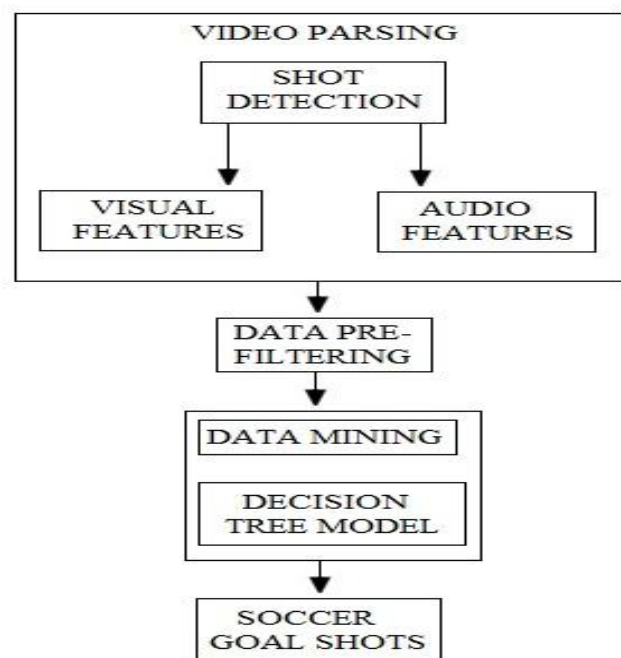 VIDEO PARSING
SHOT
DETECTION
VISUAL
FEATURES
AUDIO
FEATURES
DATA PRE-
FILTERING
DATA MINING
DECISION
TREE MODEL
SOCCER
GOAL SHOTS